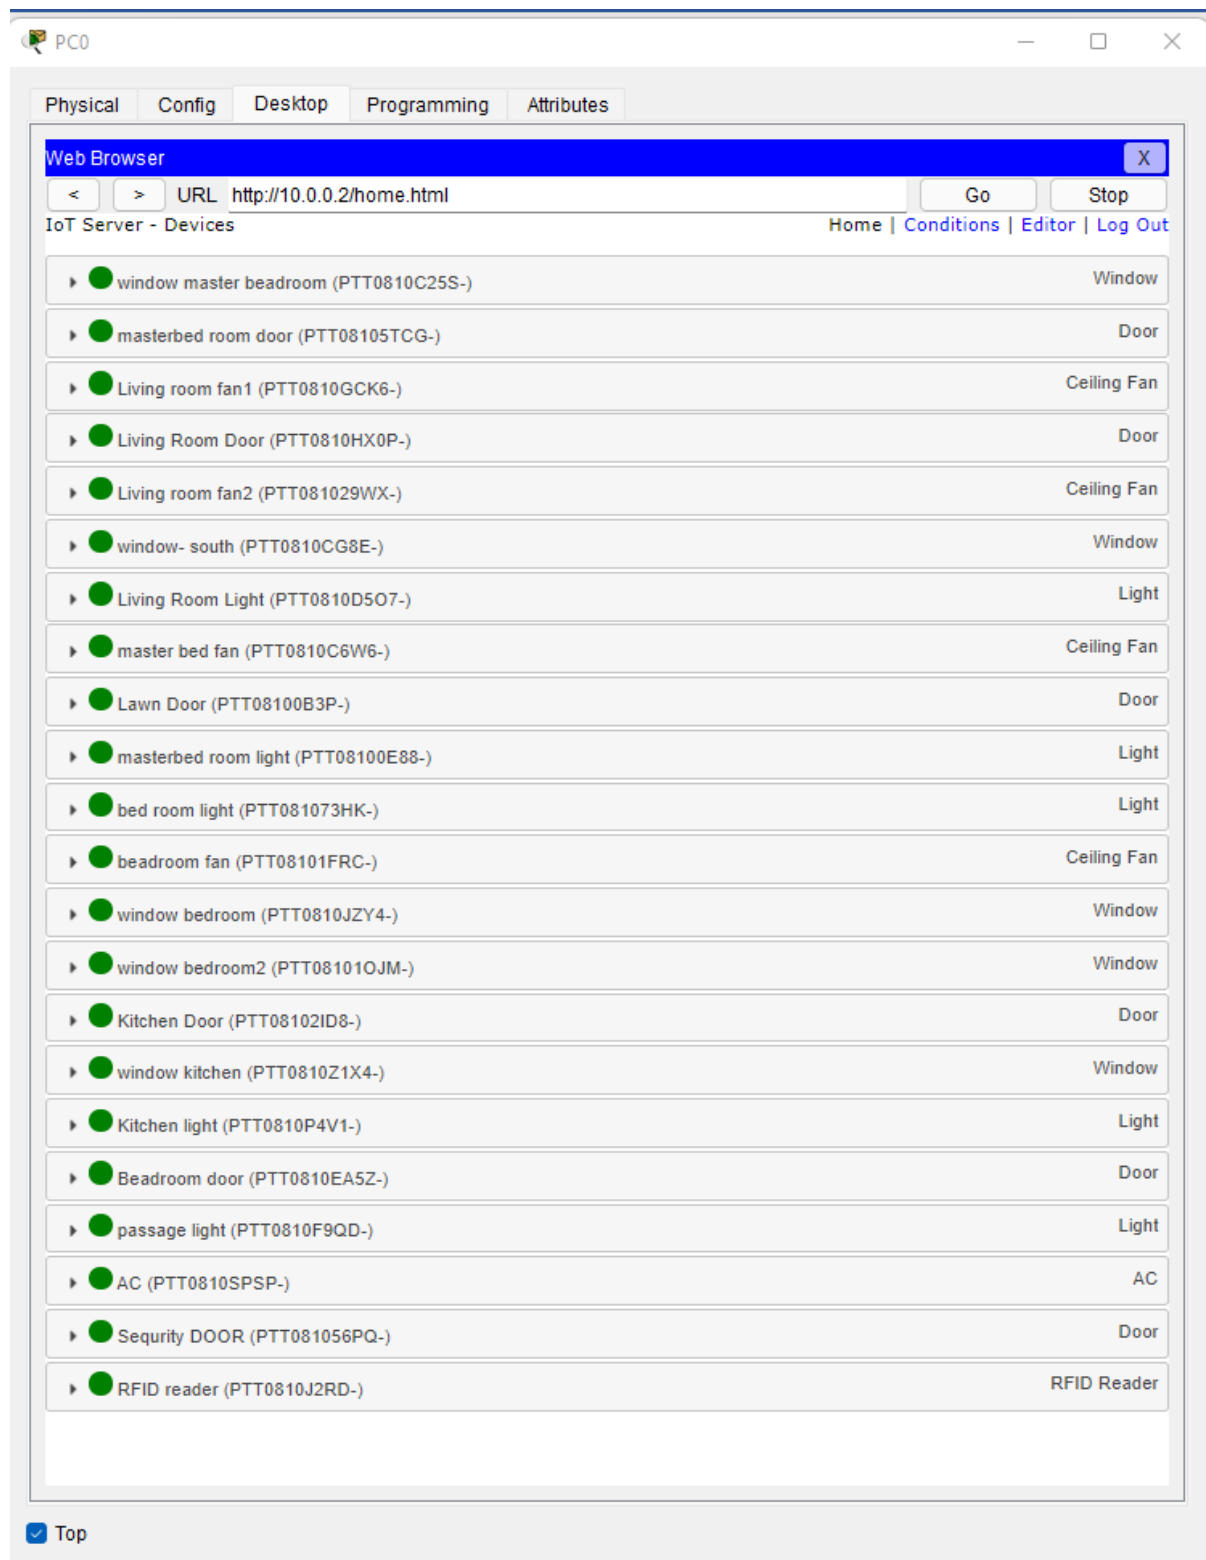 PC0
Physical Config Desktop Programming Attributes
Web Browser X
< > URL http://10.0.0.2/home.html Go Stop
IoT Server - Devices Home | Conditions | Editor | Log Out
window master beadroom (PTT0810C25S-) Window
masterbed room door (PTT08105TCG-) Door
Living room fan1 (PTT0810GCK6-) Ceiling Fan
Living Room Door (PTT0810HX0P-) Door
Living room fan2 (PTT081029WX-) Ceiling Fan
window- south (PTT0810CG8E-) Window
Living Room Light (PTT0810D5O7-) Light
master bed fan (PTT0810C6W6-) Ceiling Fan
Lawn Door (PTT08100B3P-) Door
masterbed room light (PTT08100E88-) Light
bed room light (PTT081073HK-) Light
beadroom fan (PTT08101FRC-) Ceiling Fan
window bedroom (PTT0810JZY4-) Window
window bedroom2 (PTT08101OJM-) Window
Kitchen Door (PTT08102ID8-) Door
window kitchen (PTT0810Z1X4-) Window
Kitchen light (PTT0810P4V1-) Light
Beadroom door (PTT0810EA5Z-) Door
passage light (PTT0810F9QD-) Light
AC (PTT0810SPSP-) AC
Sequrity DOOR (PTT081056PQ-) Door
RFID reader (PTT0810J2RD-) RFID Reader
Top